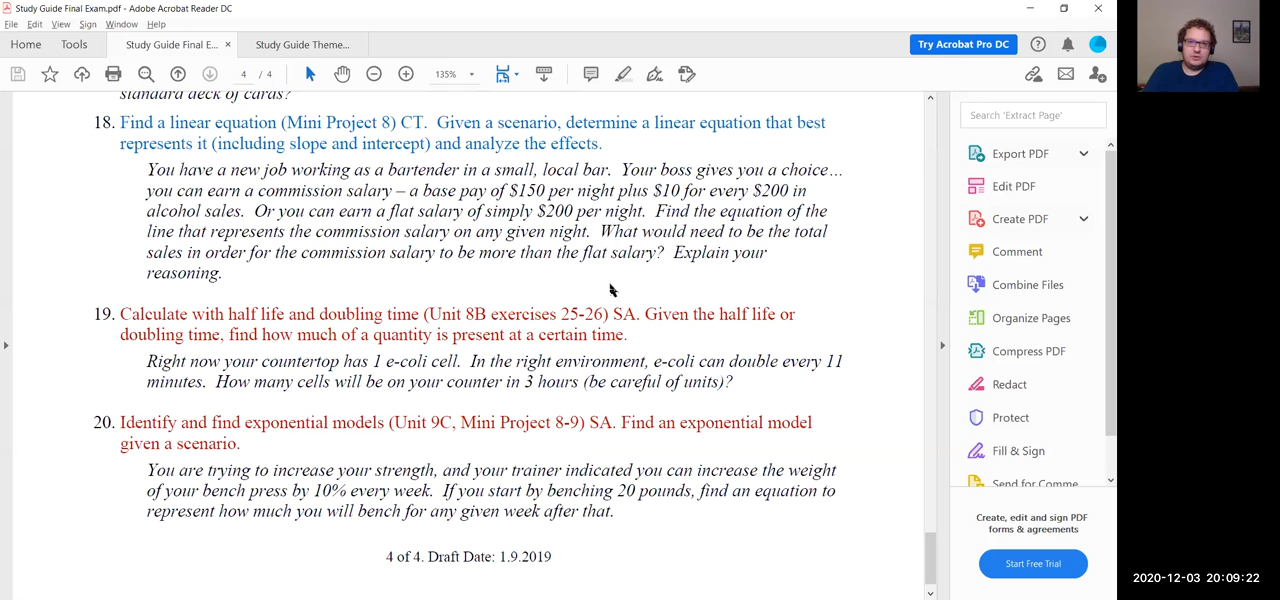 Study Guide Final Exam.pdf - Adobe Acrobat Reader DC
File Edit View Sign Window Help
Home Tools Study Guide Final E... × Study Guide Theme... Try Acrobat Pro DC
4 / 4 135%
standard deck of cards?
18. Find a linear equation (Mini Project 8) CT. Given a scenario, determine a linear equation that best
represents it (including slope and intercept) and analyze the effects.
You have a new job working as a bartender in a small, local bar. Your boss gives you a choice…
you can earn a commission salary – a base pay of $150 per night plus $10 for every $200 in
alcohol sales. Or you can earn a flat salary of simply $200 per night. Find the equation of the
line that represents the commission salary on any given night. What would need to be the total
sales in order for the commission salary to be more than the flat salary? Explain your
reasoning.
19. Calculate with half life and doubling time (Unit 8B exercises 25-26) SA. Given the half life or
doubling time, find how much of a quantity is present at a certain time.
Right now your countertop has 1 e-coli cell. In the right environment, e-coli can double every 11
minutes. How many cells will be on your counter in 3 hours (be careful of units)?
20. Identify and find exponential models (Unit 9C, Mini Project 8-9) SA. Find an exponential model
given a scenario.
You are trying to increase your strength, and your trainer indicated you can increase the weight
of your bench press by 10% every week. If you start by benching 20 pounds, find an equation to
represent how much you will bench for any given week after that.
4 of 4. Draft Date: 1.9.2019
Search 'Extract Page'
Export PDF
Edit PDF
Create PDF
Comment
Combine Files
Organize Pages
Compress PDF
Redact
Protect
Fill & Sign
Send for Comme
Create, edit and sign PDF
forms & agreements
Start Free Trial
2020-12-03 20:09:22